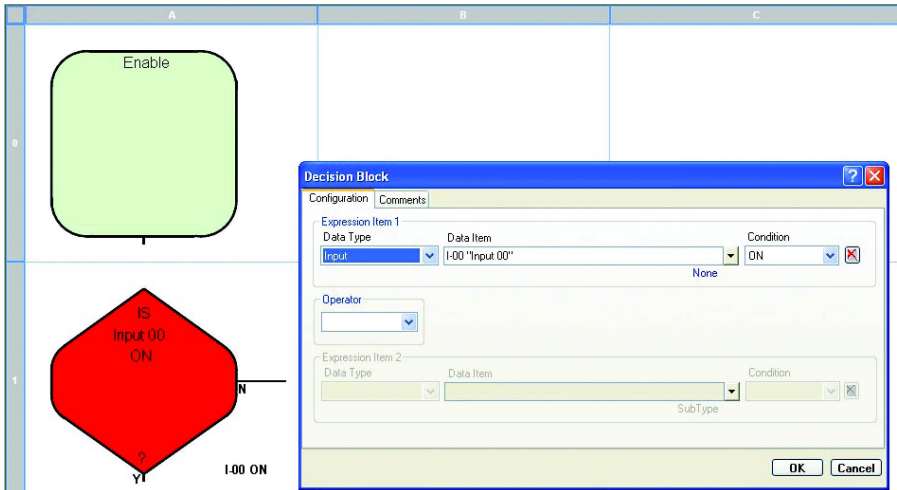 A B C
0
Enable
1
IS
Input 00
ON
?
N
Y
I-00 ON
Decision Block
Configuration Comments
Expression Item 1
Data Type Data Item Condition
Input I-00 "Input 00" ON
None
Operator
Expression Item 2
Data Type Data Item Condition
SubType
OK Cancel